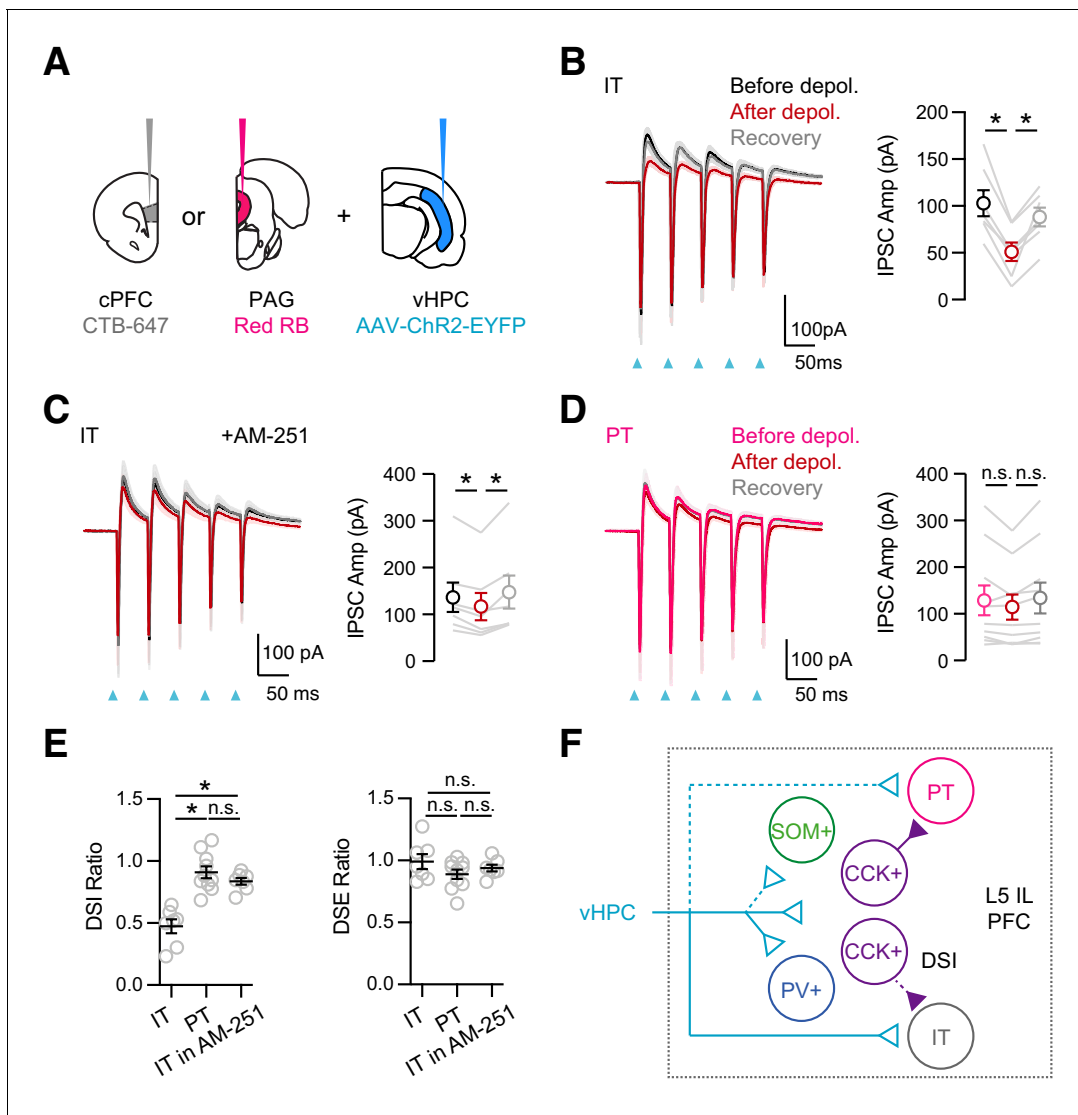 A
or
+
cPFC
CTB-647
PAG
Red RB
vHPC
AAV-ChR2-EYFP
B
IT
Before depol.
After depol.
Recovery
100pA
50ms
IPSC Amp (pA)
200
150
100
50
0
* *
C
IT
+AM-251
100 pA
50 ms
IPSC Amp (pA)
400
300
200
100
0
* *
D
PT
Before depol.
After depol.
Recovery
100 pA
50 ms
IPSC Amp (pA)
400
300
200
100
0
n.s. n.s.
E
DSI Ratio
1.5
1.0
0.5
0.0
*
* n.s.
IT
PT
IT in AM-251
DSE Ratio
1.5
1.0
0.5
0.0
n.s.
n.s. n.s.
IT
PT
IT in AM-251
F
vHPC
SOM+
PV+
PT
CCK+
CCK+
DSI
IT
L5 IL
PFC